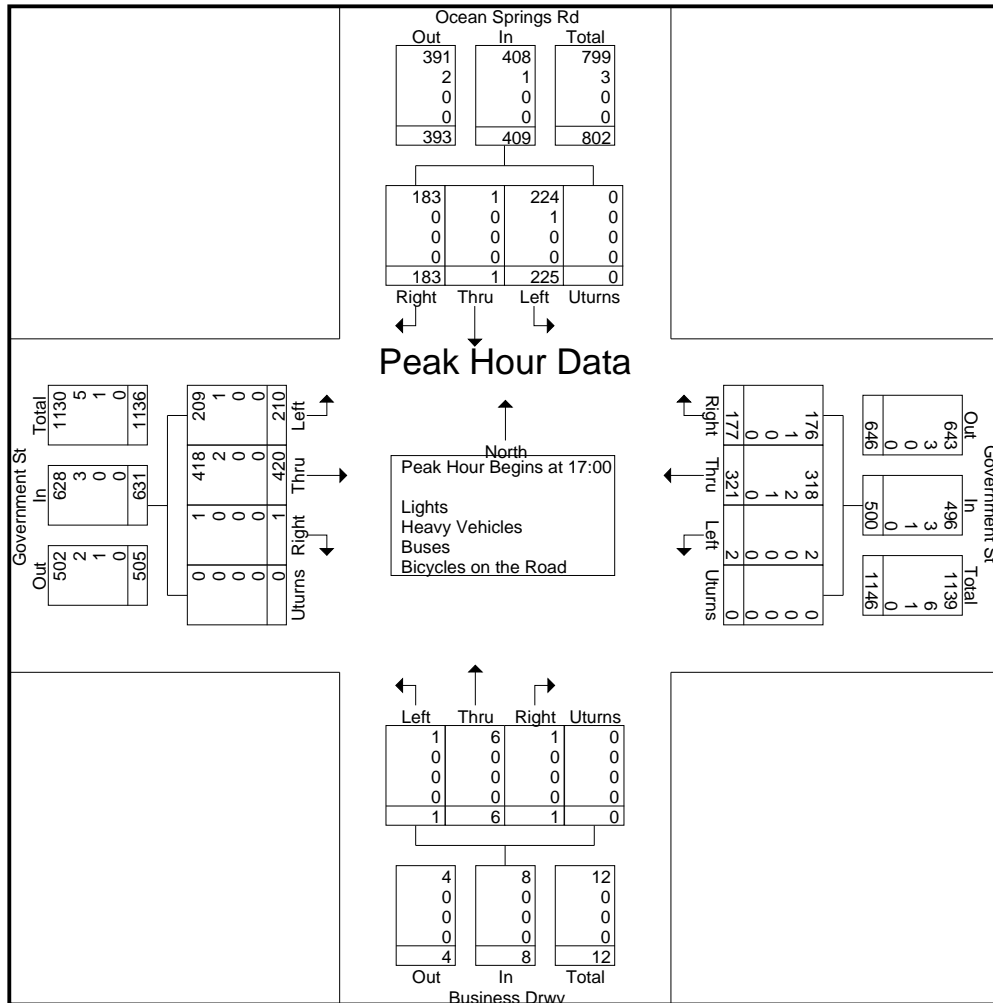 Ocean Springs Rd
Out In Total
391 408 799
2 1 3
0 0 0
0 0 0
393 409 802
183 1 224 0
0 0 1 0
0 0 0 0
0 0 0 0
183 1 225 0
Right Thru Left Uturns
Peak Hour Data
North
Peak Hour Begins at 17:00
Lights
Heavy Vehicles
Buses
Bicycles on the Road
Government St
Total In Out
1130 628 502
5 3 2
1 0 1
0 0 0
1136 631 505
209 418 1 0
1 2 0 0
0 0 0 0
0 0 0 0
210 420 1 0
Left Thru Right Uturns
Government St
Out In Total
643 496 1139
3 3 6
0 1 1
0 0 0
646 500 1146
176 318 2 0
1 2 0 0
0 1 0 0
0 0 0 0
177 321 2 0
Right Thru Left Uturns
Left Thru Right Uturns
1 6 1 0
0 0 0 0
0 0 0 0
0 0 0 0
1 6 1 0
4 8 12
0 0 0
0 0 0
0 0 0
4 8 12
Out In Total
Business Drwy